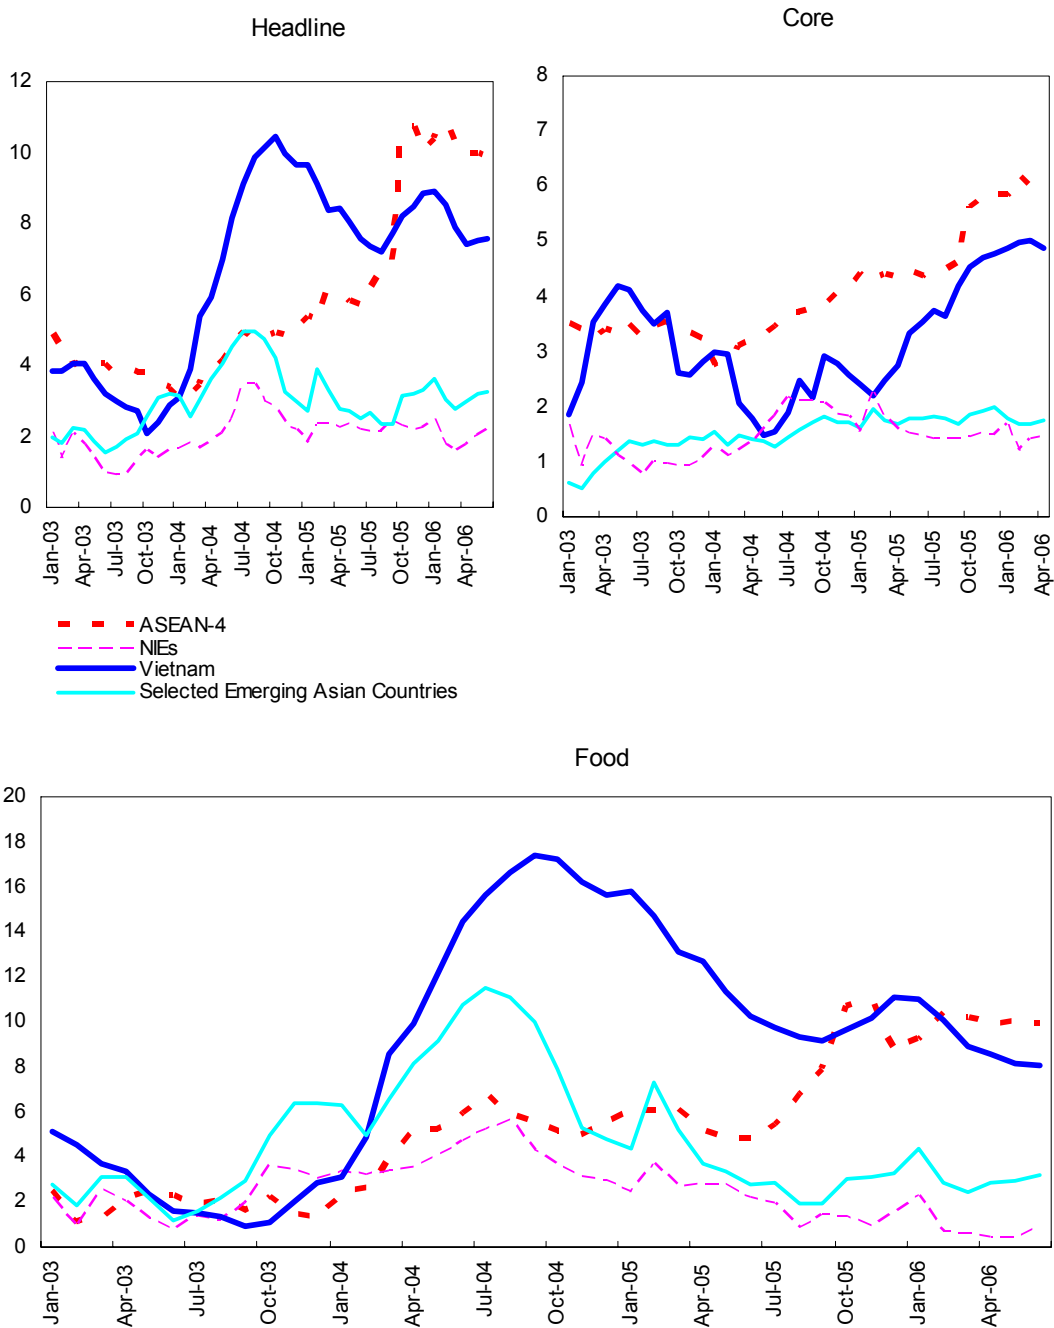 Headline
12
10
8
6
4
2
0
Jan-03
Apr-03
Jul-03
Oct-03
Jan-04
Apr-04
Jul-04
Oct-04
Jan-05
Apr-05
Jul-05
Oct-05
Jan-06
Apr-06
Core
8
7
6
5
4
3
2
1
0
Jan-03
Apr-03
Jul-03
Oct-03
Jan-04
Apr-04
Jul-04
Oct-04
Jan-05
Apr-05
Jul-05
Oct-05
Jan-06
Apr-06
ASEAN-4
NIEs
Vietnam
Selected Emerging Asian Countries
Food
20
18
16
14
12
10
8
6
4
2
0
Jan-03
Apr-03
Jul-03
Oct-03
Jan-04
Apr-04
Jul-04
Oct-04
Jan-05
Apr-05
Jul-05
Oct-05
Jan-06
Apr-06